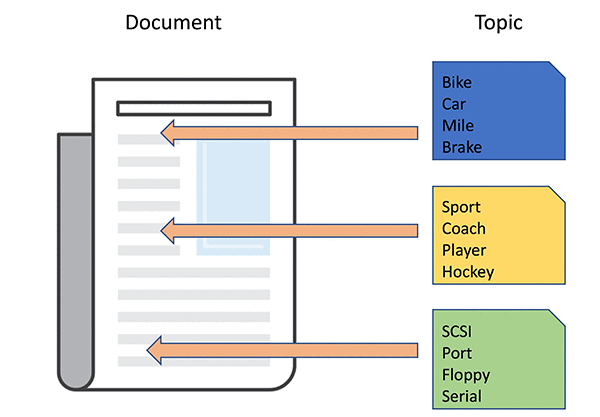 Document
Topic
Bike
Car
Mile
Brake
Sport
Coach
Player
Hockey
SCSI
Port
Floppy
Serial